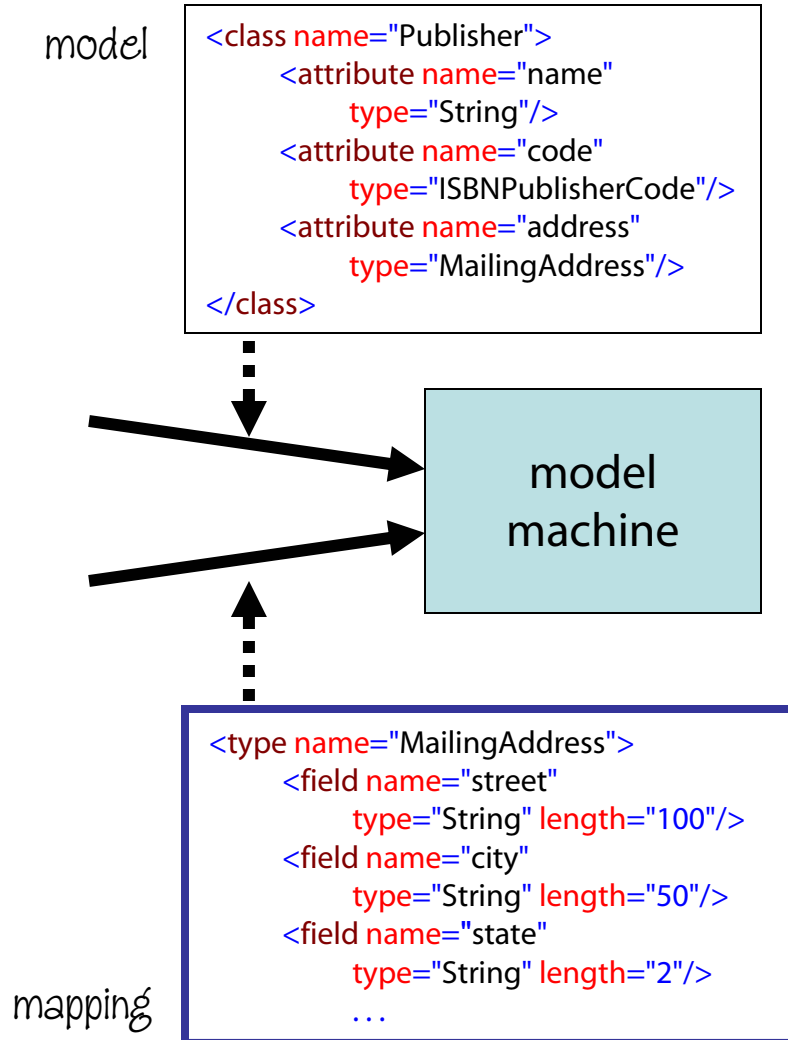 model
<class name="Publisher">
<attribute name="name"
type="String"/>
<attribute name="code"
type="ISBNPublisherCode"/>
<attribute name="address"
type="MailingAddress"/>
</class>
model
machine
<type name="MailingAddress">
<field name="street"
type="String" length="100"/>
<field name="city"
type="String" length="50"/>
<field name="state"
type="String" length="2"/>
. . .
mapping